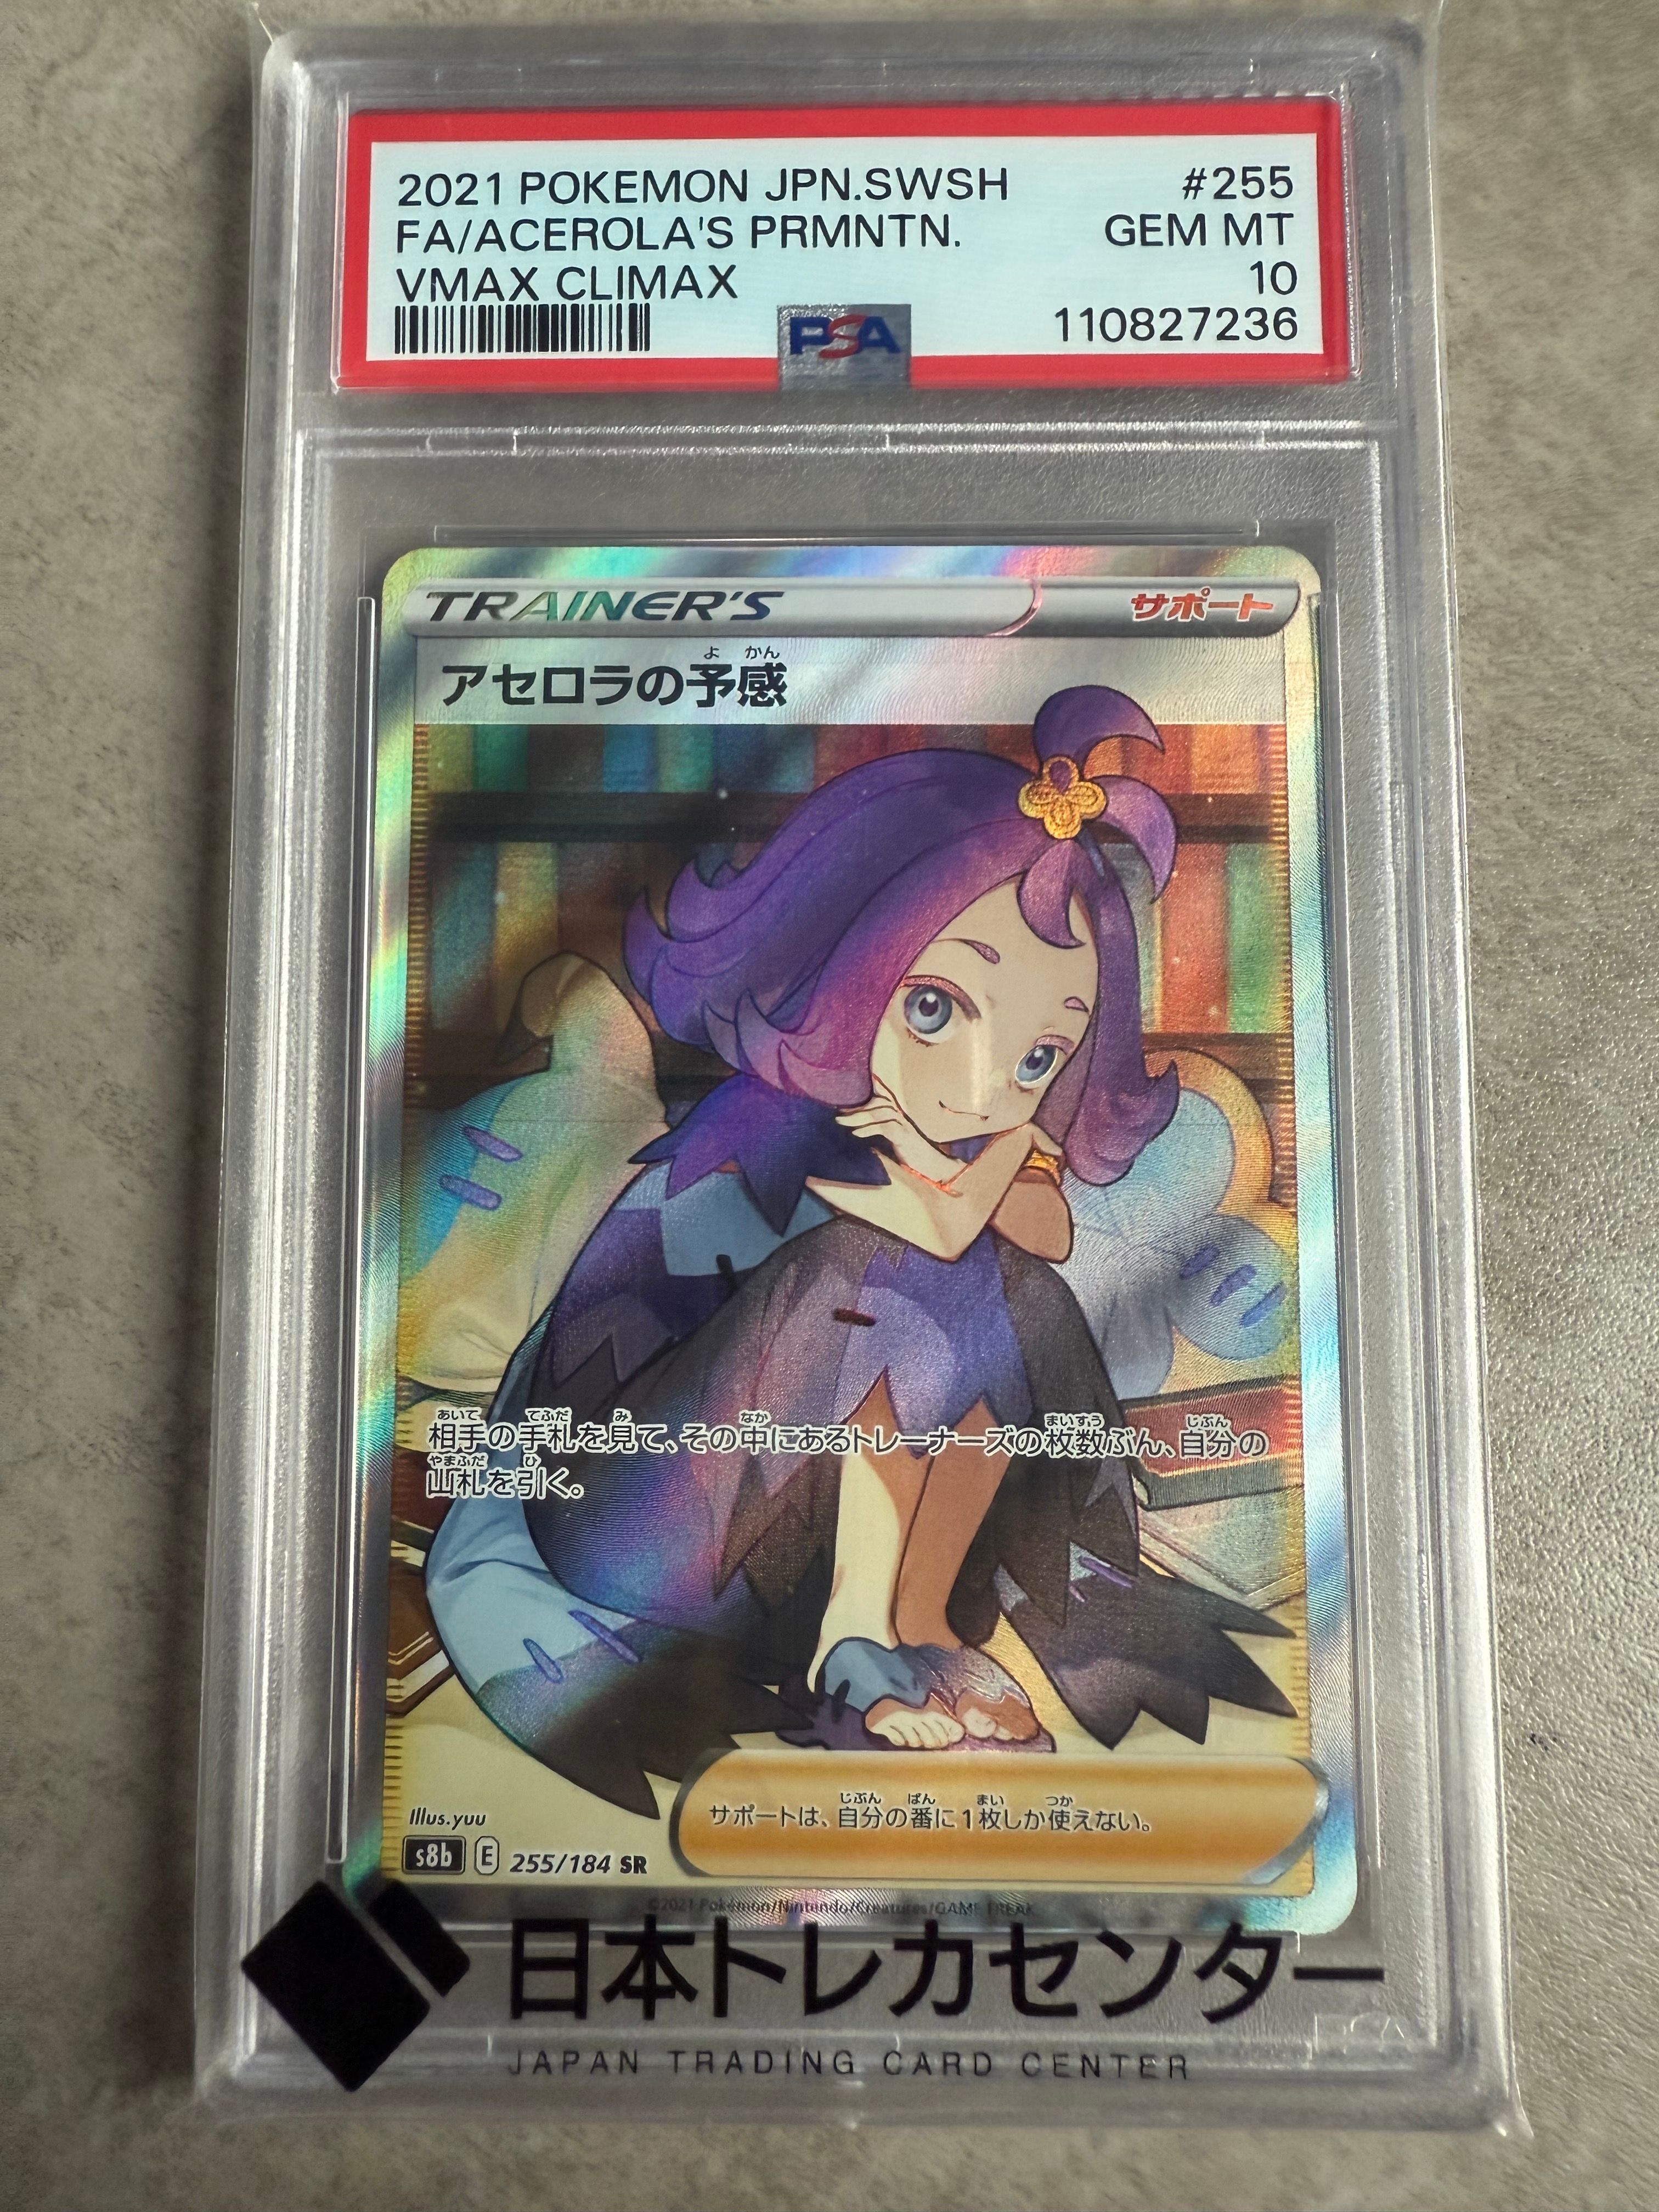 2021 POKEMON JPN.SWSH #255
FA/ACEROLA'S PRMNTN. GEM MT
VMAX CLIMAX 10
PSA 110827236
TRAINER'S サポート
よ かん
アセロラの予感
あいて てふだ み なか まいすう じぶん
相手の手札を見て、その中にあるトレーナーズの枚数ぶん、自分の
やまふだ ひ
山札を引く。
Illus.yuu
じぶん ばん まい つか
サポートは、自分の番に1枚しか使えない。
s8b E 255/184 SR
©2021 Pokémon/Nintendo/Creatures/GAME FREAK
日本トレカセンター
JAPAN TRADING CARD CENTER